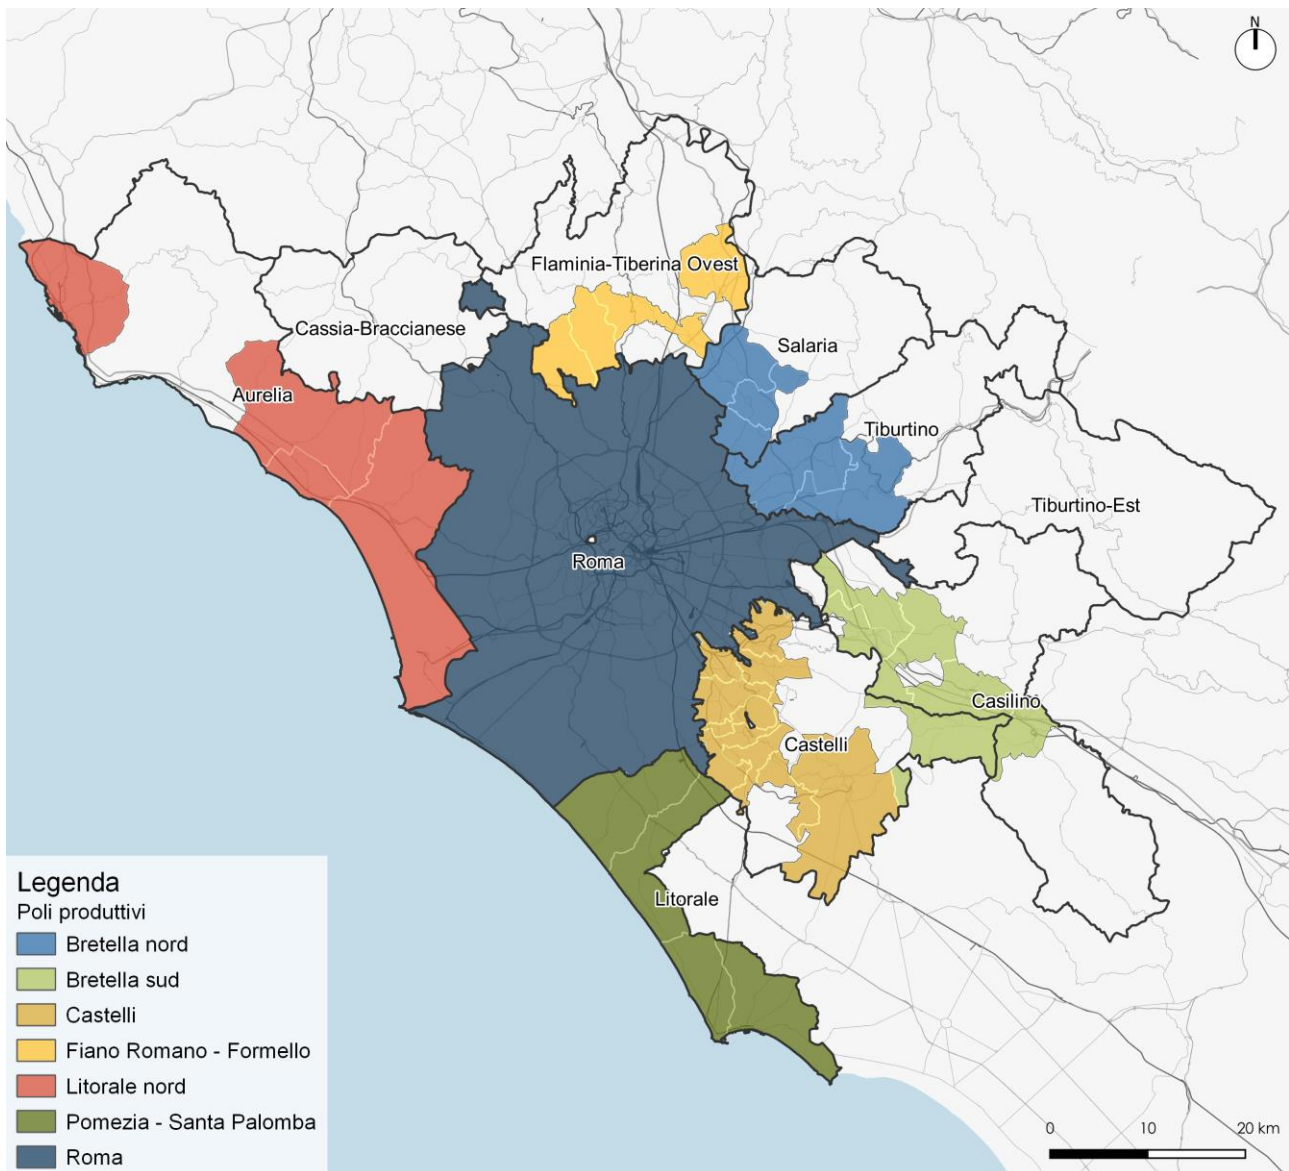 N
Flaminia-Tiberina Ovest
Cassia-Braccianese
Salaria
Aurelia
Tiburtino
Tiburtino-Est
Roma
Casilino
Castelli
Litorale
Legenda
Poli produttivi
Bretella nord
Bretella sud
Castelli
Fiano Romano - Formello
Litorale nord
Pomezia - Santa Palomba
Roma
0 10 20 km